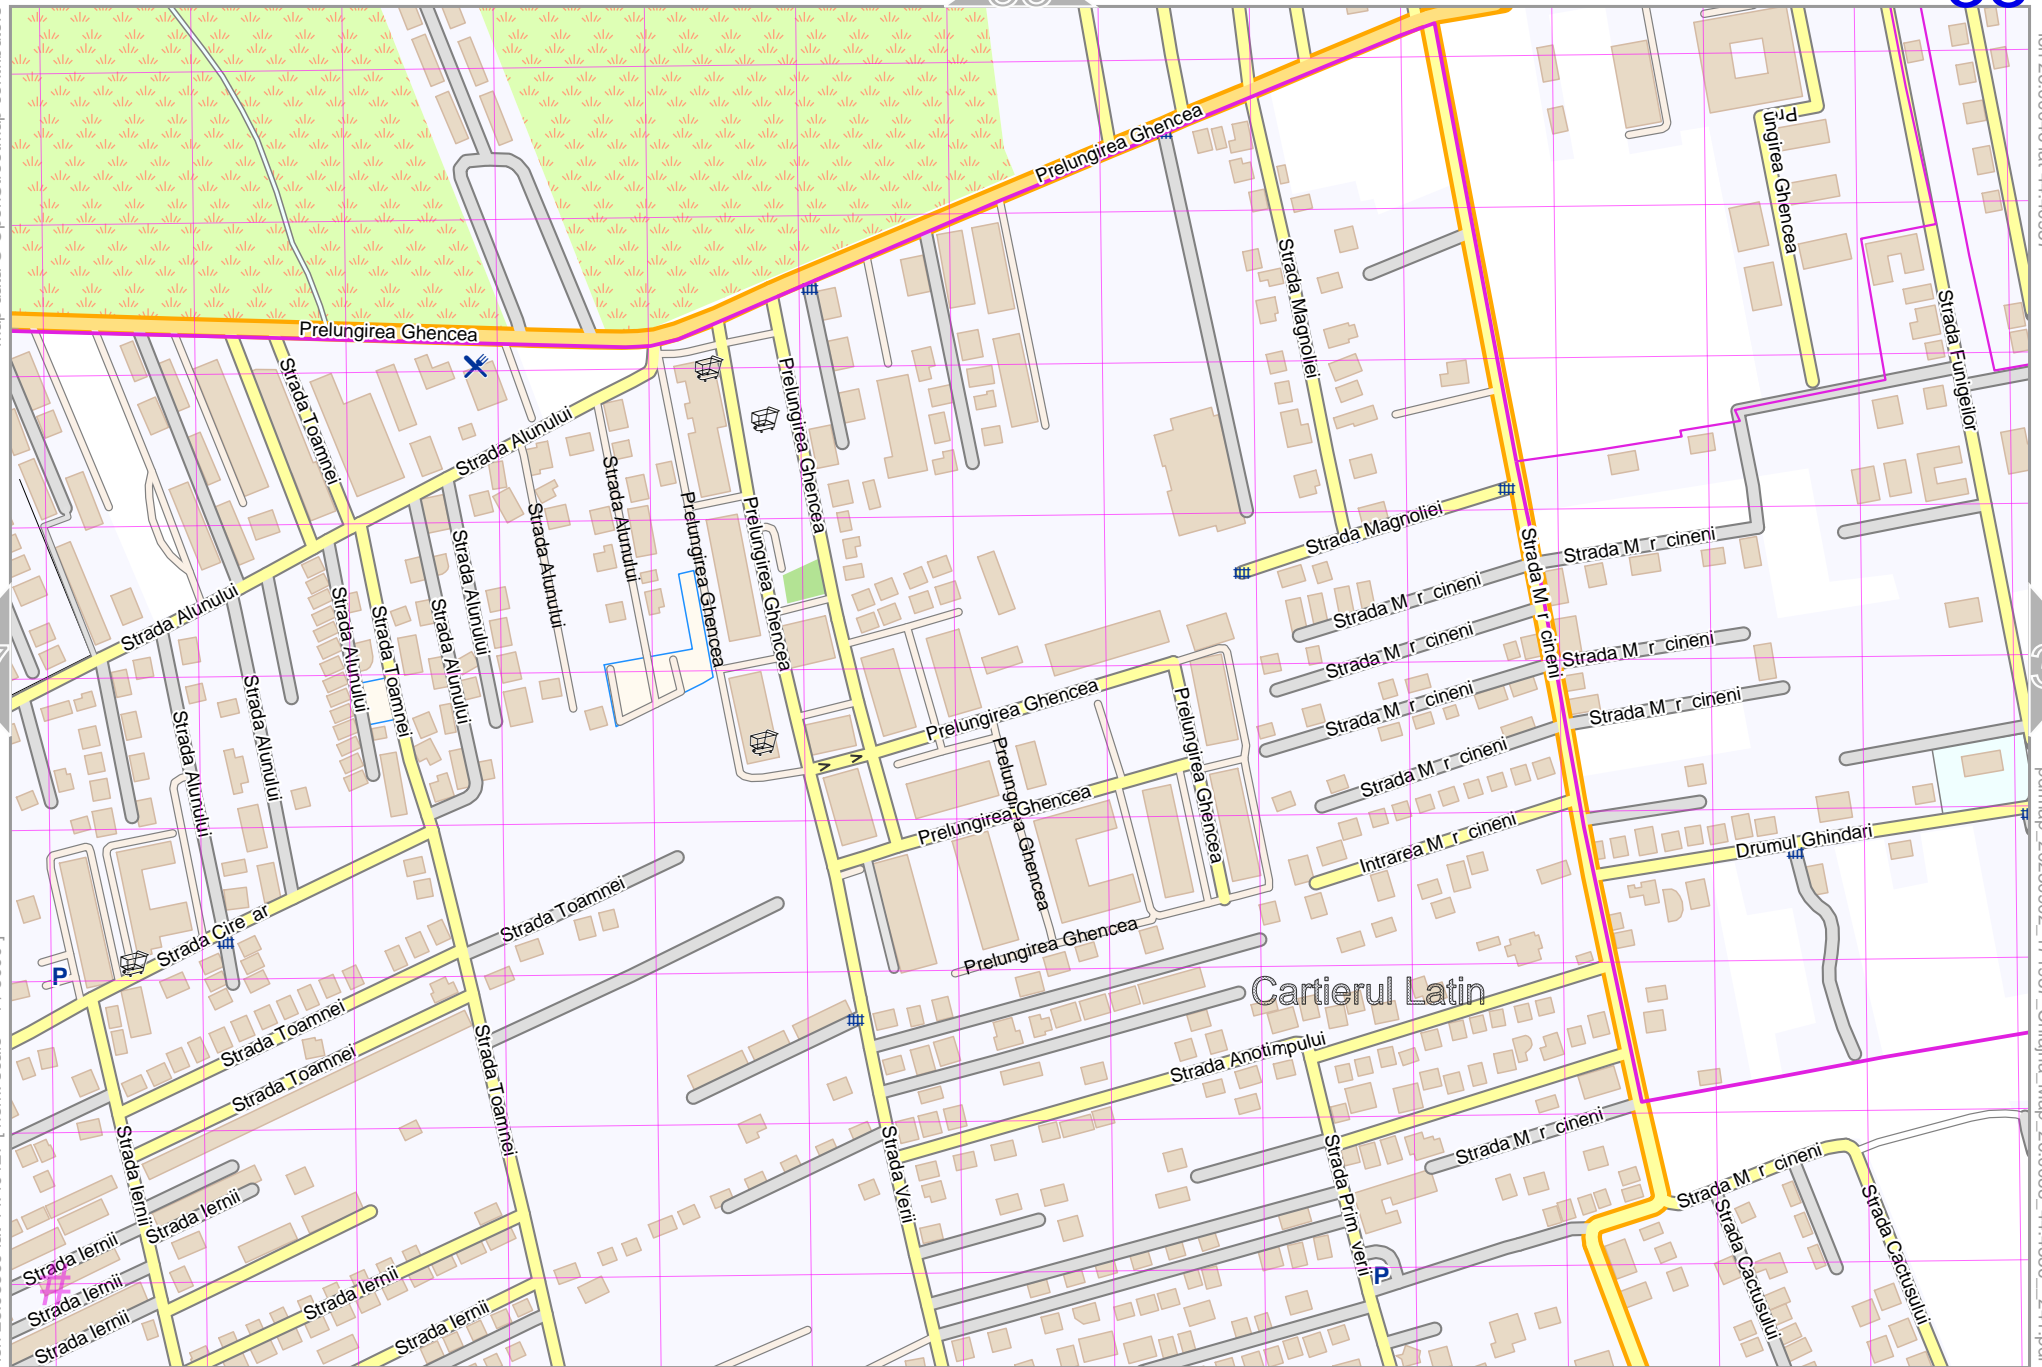 Prelungirea Ghencea
Prelungirea Ghencea
Prelungirea Ghencea
Strada Magnoliei
Strada Funigeilor
Strada Toamnei
Strada Alunului
Prelungirea Ghencea
Strada Alunului
Prelungirea Ghencea
Prelungirea Ghencea
Strada Alunului
Strada Alunului
Strada Magnoliei
Strada M r cineni
Strada M r cineni
Strada M r cineni
Strada Alunului
Strada Alunului
Strada Toamnei
Strada Alunului
Strada M r cineni
Strada M r cineni
Strada M r cineni
Strada M r cineni
Strada Alunului
Strada Alunului
Prelungirea Ghencea
Prelungirea Ghencea
Strada M r cineni
Prelungirea Ghencea
Prelungirea Ghencea
Intrarea M r cineni
Drumul Ghindari
Strada Toamnei
Strada Cire ar
Prelungirea Ghencea
P
Cartierul Latin
Strada Toamnei
Strada Toamnei
Strada Toamnei
Strada Anotimpului
Strada Iernii
Strada Verii
Strada Prim verii
Strada M r cineni
Strada M r cineni
Strada Iernii
Strada Iernii
Strada Cactusului
Strada Cactusului
P
#
Strada Iernii
Strada Iernii
Strada Iernii
Strada Iernii